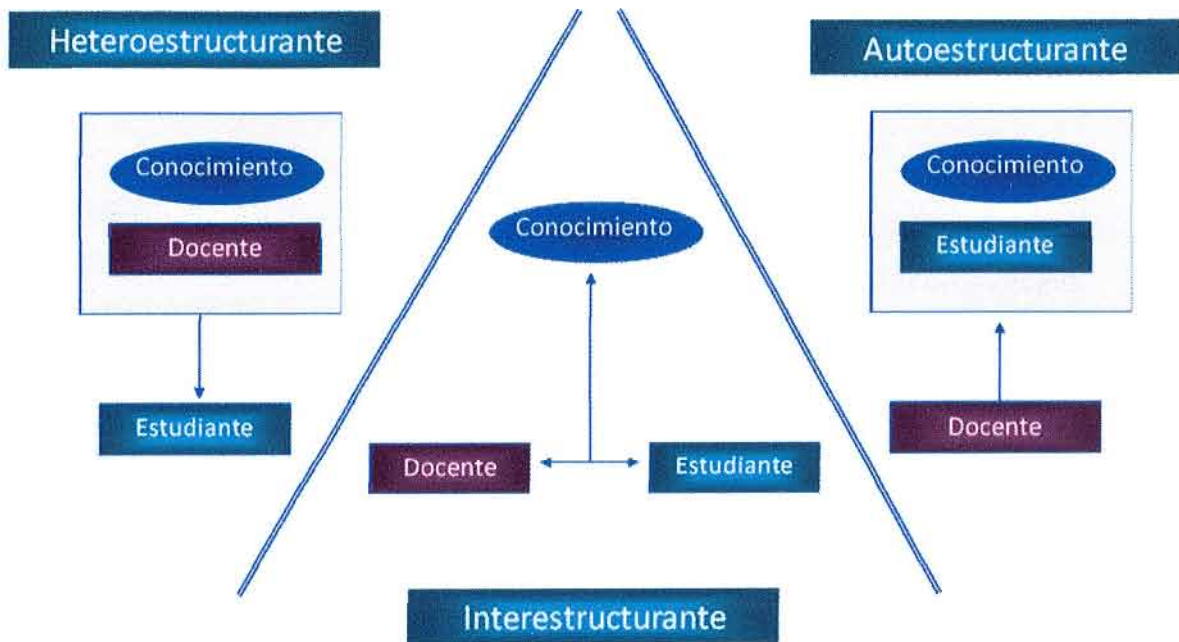 Heteroestructurante
Conocimiento
Docente
Estudiante
Conocimiento
Docente
Estudiante
Interestructurante
Autoestructurante
Conocimiento
Estudiante
Docente